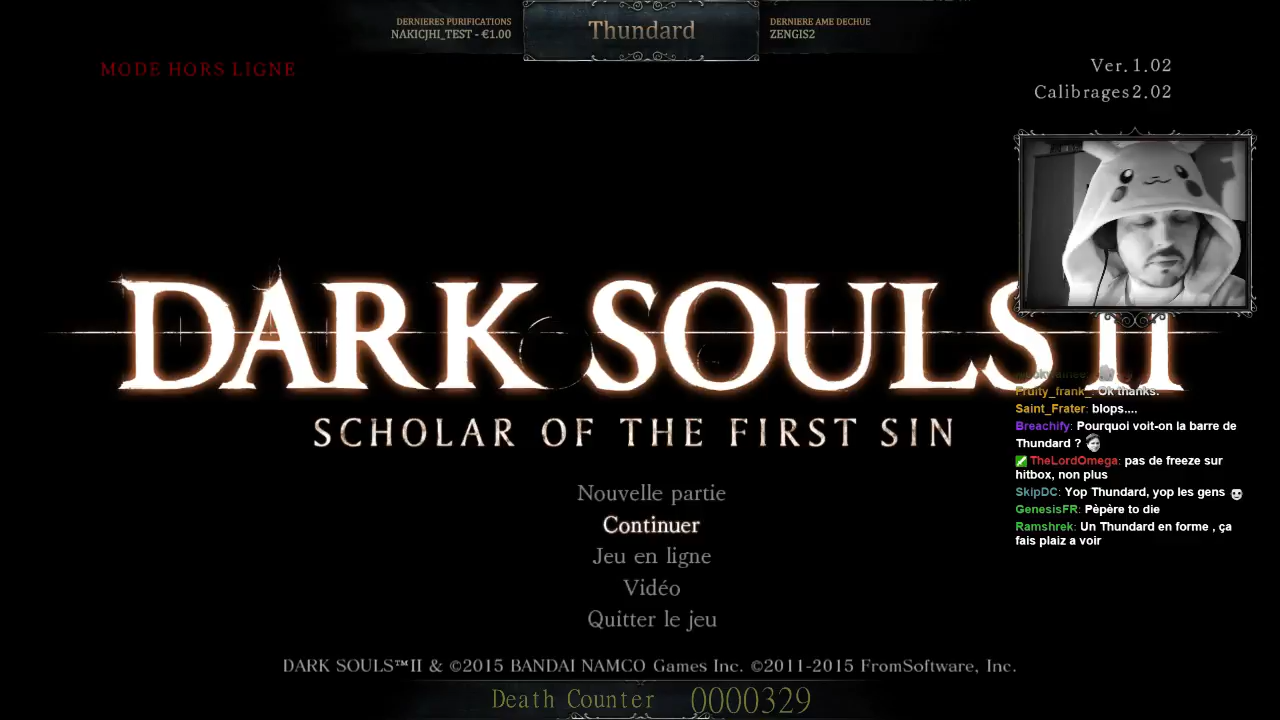 DERNIERES PURIFICATIONS
NAKICJHI_TEST - €1.00
Thundard
DERNIERE AME DECHUE
ZENGIS2
MODE HORS LIGNE
Ver.1.02
Calibrages2.02
DARK SOULS II
SCHOLAR OF THE FIRST SIN
Nouvelle partie
Continuer
Jeu en ligne
Vidéo
Quitter le jeu
Fruity_frank_: Ok thanks.
Saint_Frater: blops....
Breachify: Pourquoi voit-on la barre de
Thundard ?
TheLordOmega: pas de freeze sur
hitbox, non plus
SkipDC: Yop Thundard, yop les gens
GenesisFR: Pèpère to die
Ramshrek: Un Thundard en forme , ça
fais plaiz a voir
DARK SOULS™II & ©2015 BANDAI NAMCO Games Inc. ©2011-2015 FromSoftware, Inc.
Death Counter 0000329